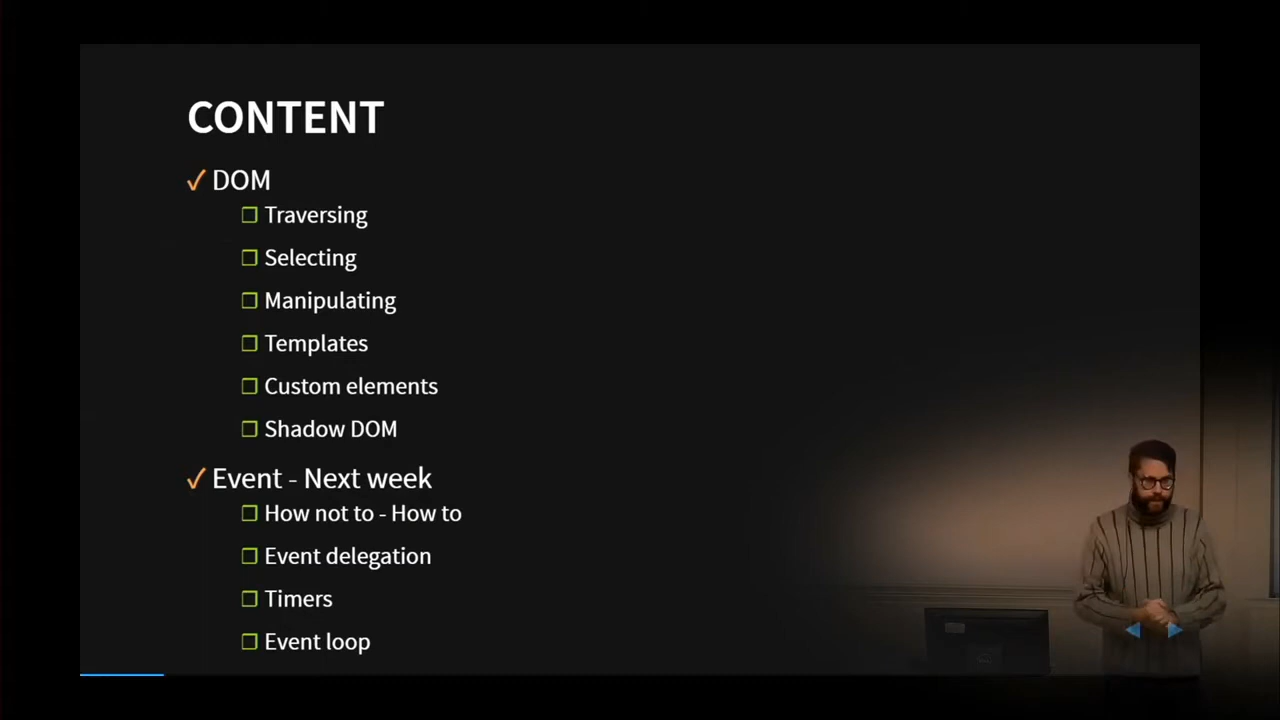 CONTENT
✓ DOM
❒ Traversing
❒ Selecting
❒ Manipulating
❒ Templates
❒ Custom elements
❒ Shadow DOM
✓ Event - Next week
❒ How not to - How to
❒ Event delegation
❒ Timers
❒ Event loop